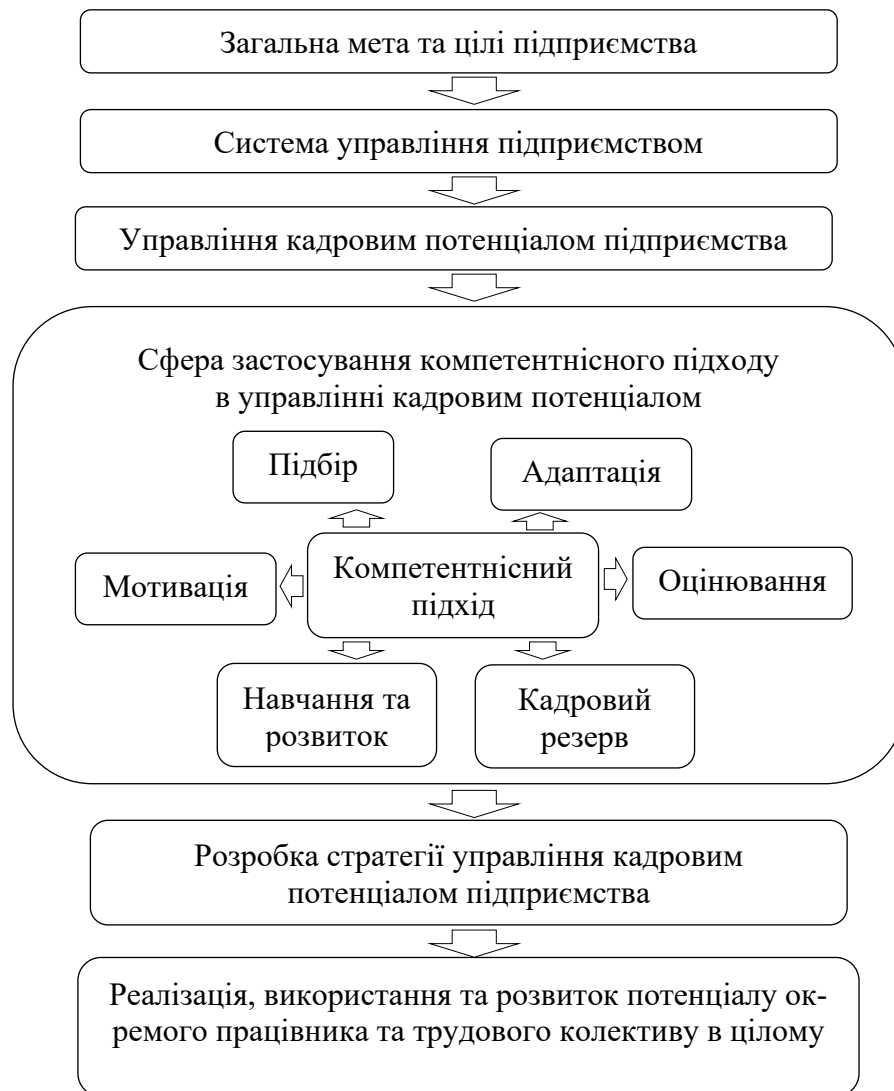 Загальна мета та цілі підприємства
Система управління підприємством
Управління кадровим потенціалом підприємства
Сфера застосування компетентнісного підходу
в управлінні кадровим потенціалом
Підбір
Адаптація
Мотивація
Компетентнісний
підхід
Оцінювання
Навчання та
розвиток
Кадровий
резерв
Розробка стратегії управління кадровим
потенціалом підприємства
Реалізація, використання та розвиток потенціалу ок-
ремого працівника та трудового колективу в цілому